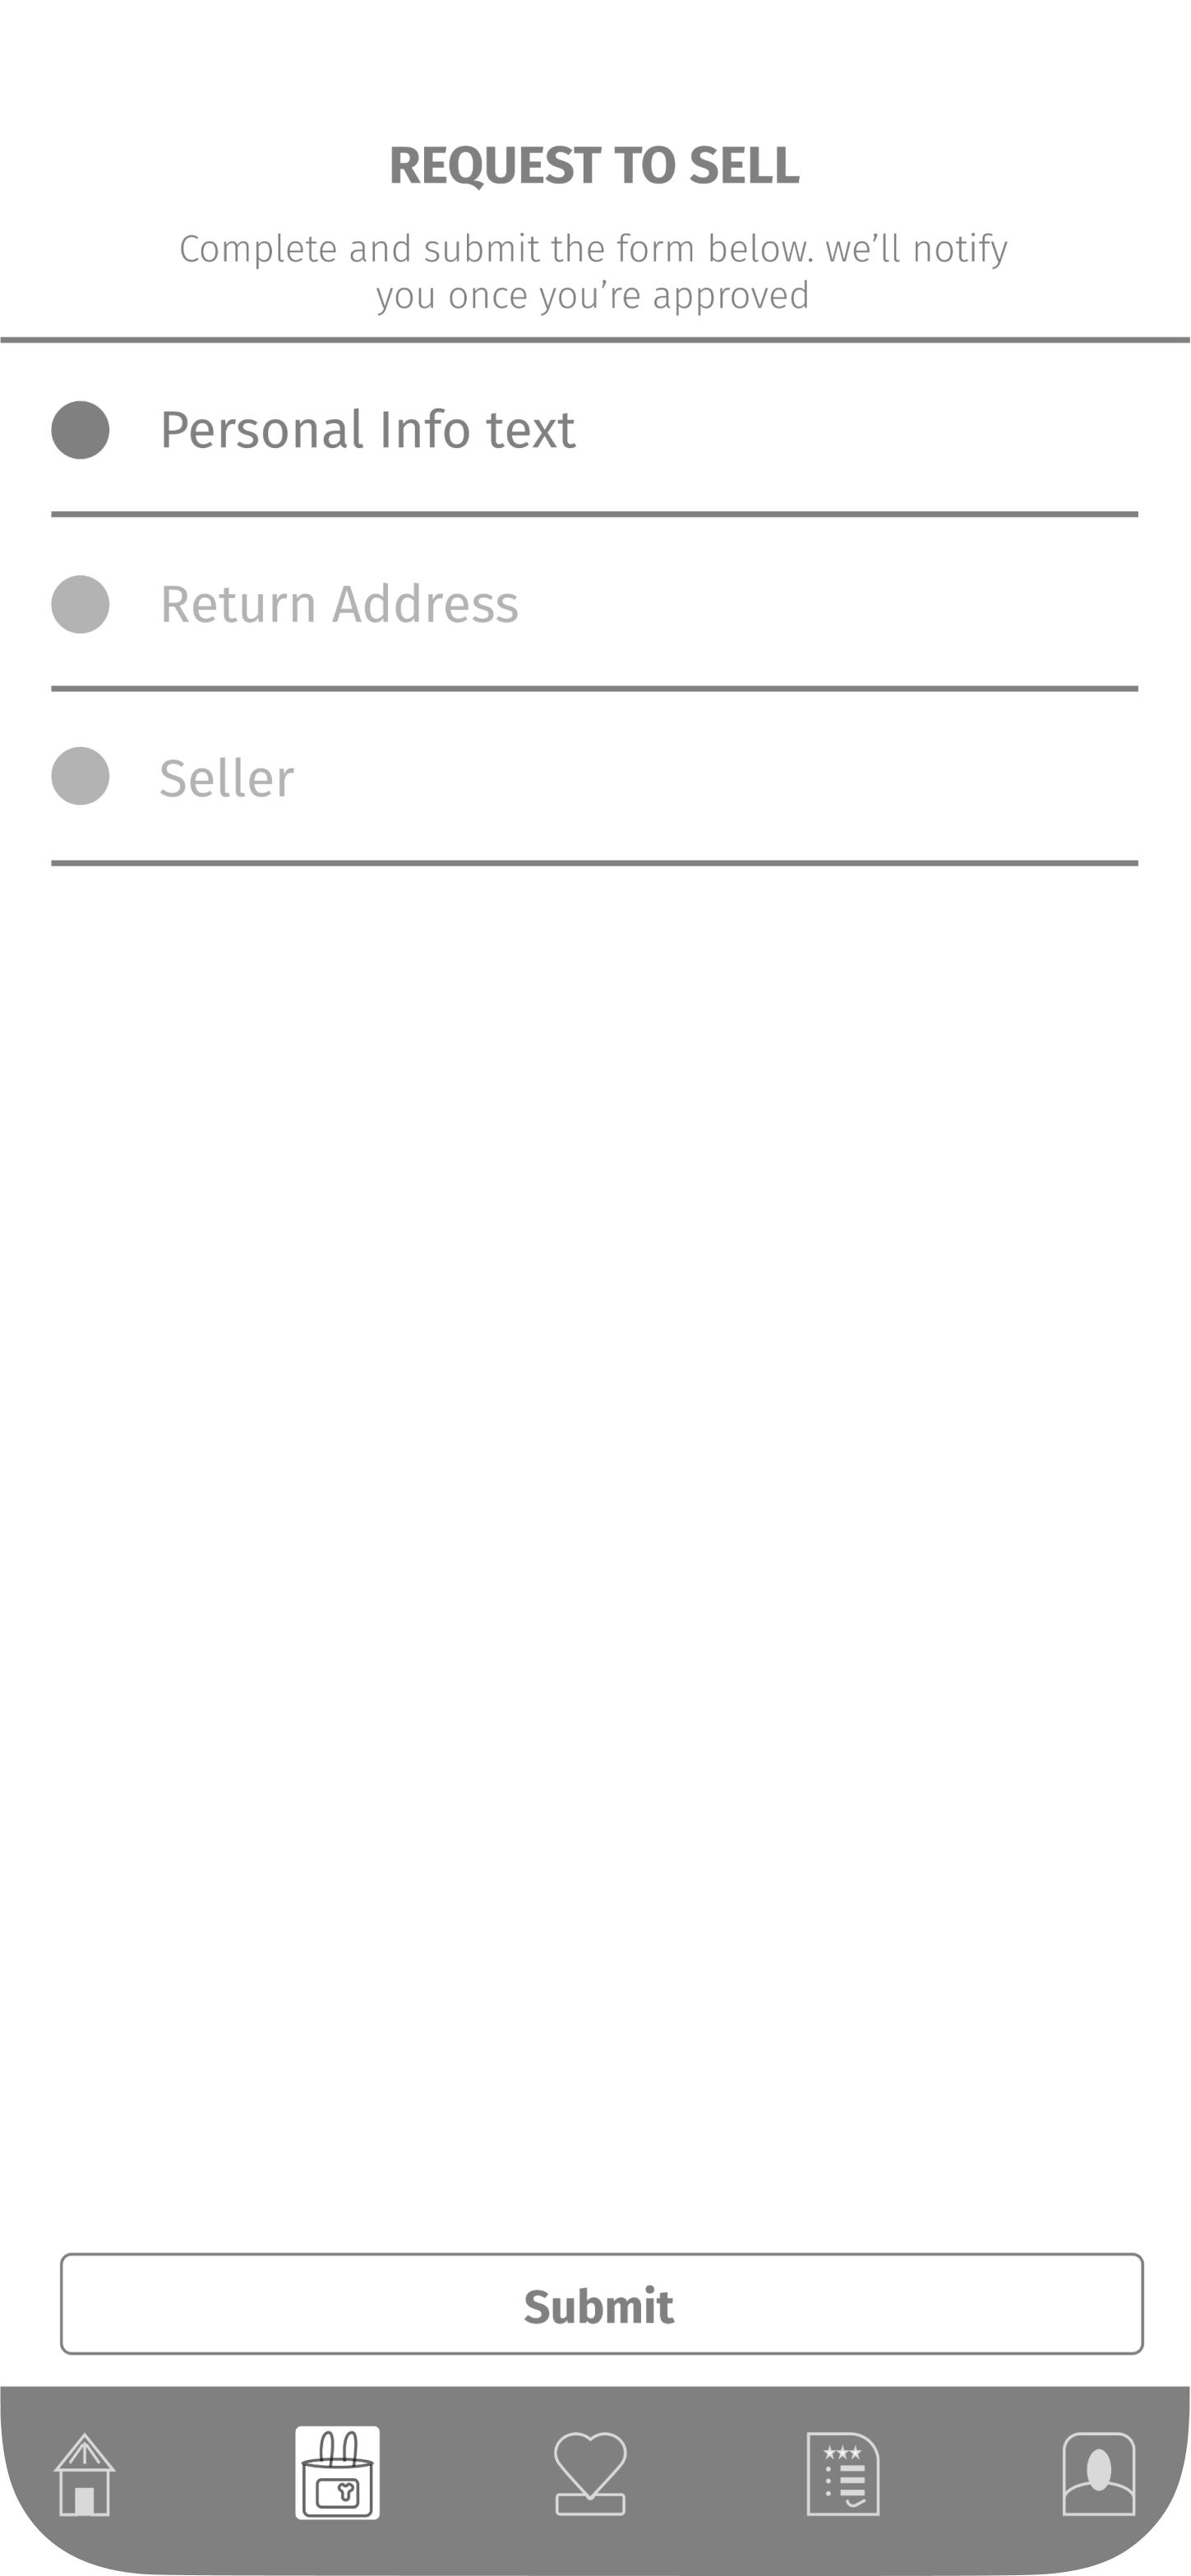 REQUEST TO SELL
Complete and submit the form below. we’ll notify
you once you’re approved
Personal Info text
Return Address
Seller
Submit